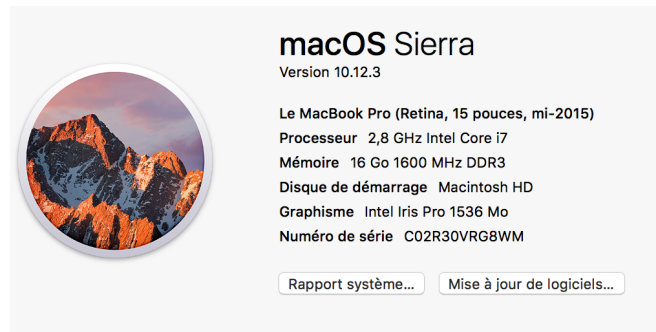 macOS Sierra
Version 10.12.3
Le MacBook Pro (Retina, 15 pouces, mi-2015)
Processeur 2,8 GHz Intel Core i7
Mémoire 16 Go 1600 MHz DDR3
Disque de démarrage Macintosh HD
Graphisme Intel Iris Pro 1536 Mo
Numéro de série C02R30VRG8WM
Rapport système... Mise à jour de logiciels...